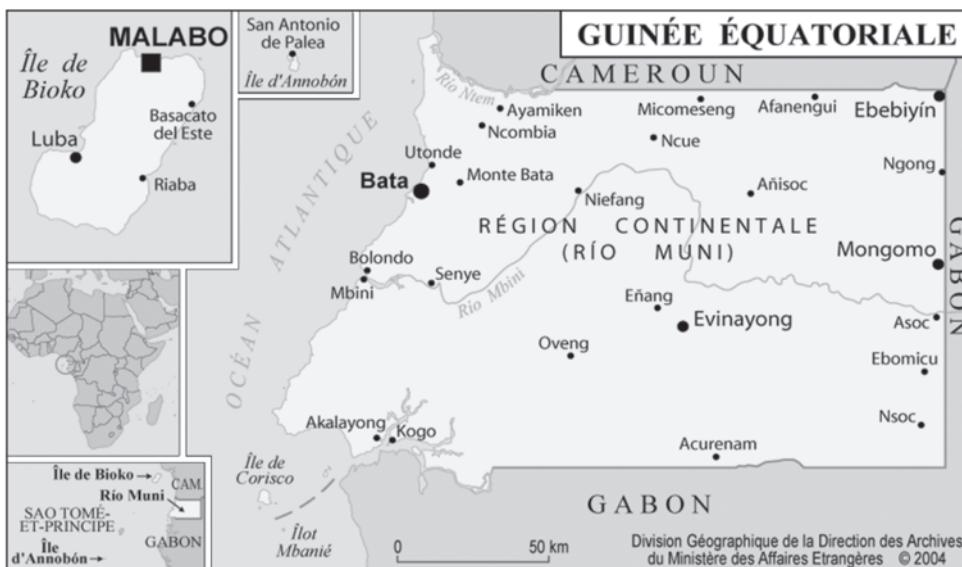 GUINÉE ÉQUATORIALE
MALABO
Île de
Bioko
Basacato
del Este
Luba
Riaba
San Antonio
de Palea
Île d'Annobón
CAMEROUN
Río Ntem
Ayamiken
Ncombia
Micomeseng
Afanengui
Ebebiyín
Ncue
Utonde
Bata
Monte Bata
Niefang
Añisoc
Ngong
RÉGION CONTINENTALE
(RÍO MUNI)
Mongomo
GABON
Bolondo
Mbini
Senye
Río Mbini
Eñang
Evinayong
Asoc
Oveng
Ebomicu
Nsoc
OCÉAN ATLANTIQUE
Akalayong
Kogo
Acurenam
Île de
Corisco
Îlot
Mbanié
GABON
Île de Bioko
CAM.
Río Muni
SAO TOMÉ-
ET-PRINCIPE
GABON
Île
d'Annobón
0 50 km
Division Géographique de la Direction des Archives
du Ministère des Affaires Etrangères © 2004